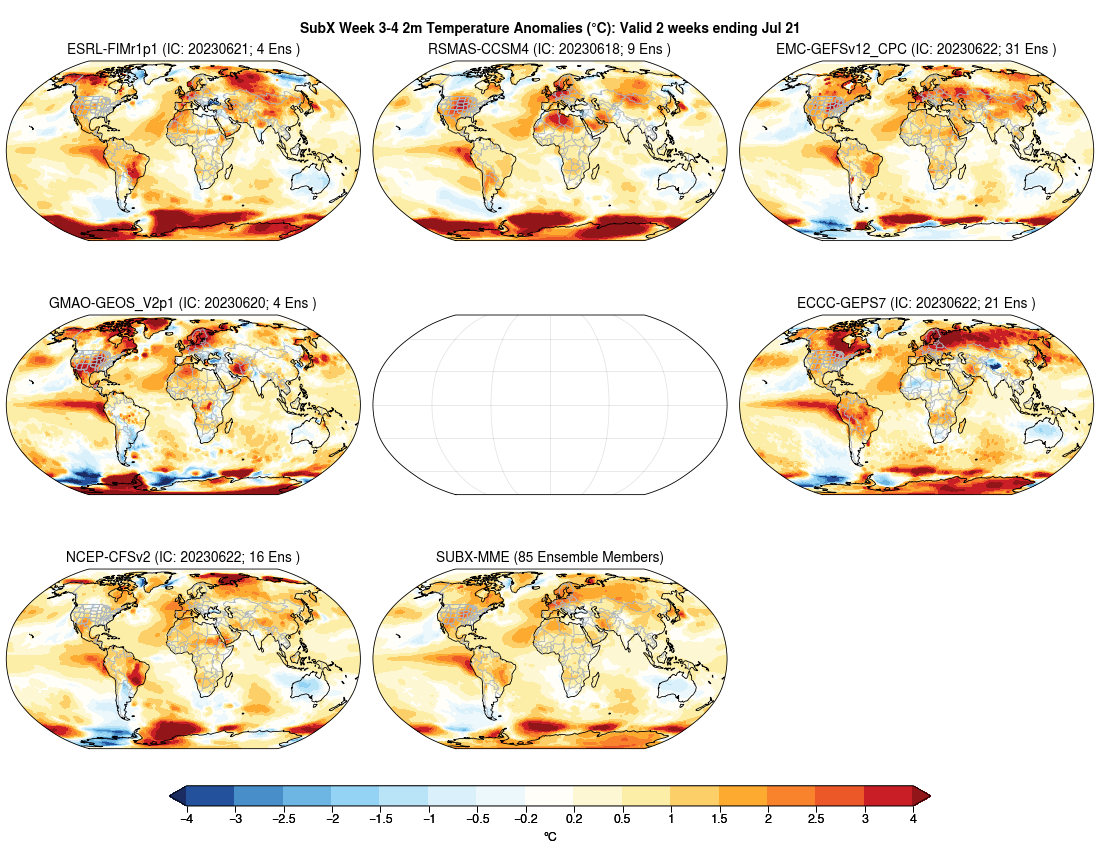 SubX Week 3-4 2m Temperature Anomalies (°C): Valid 2 weeks ending Jul 21
ESRL-FIMr1p1 (IC: 20230621; 4 Ens )
RSMAS-CCSM4 (IC: 20230618; 9 Ens )
EMC-GEFSv12_CPC (IC: 20230622; 31 Ens )
GMAO-GEOS_V2p1 (IC: 20230620; 4 Ens )
ECCC-GEPS7 (IC: 20230622; 21 Ens )
NCEP-CFSv2 (IC: 20230622; 16 Ens )
SUBX-MME (85 Ensemble Members)
−4 −3 −2.5 −2 −1.5 −1 −0.5 −0.2 0.2 0.5 1 1.5 2 2.5 3 4
°C